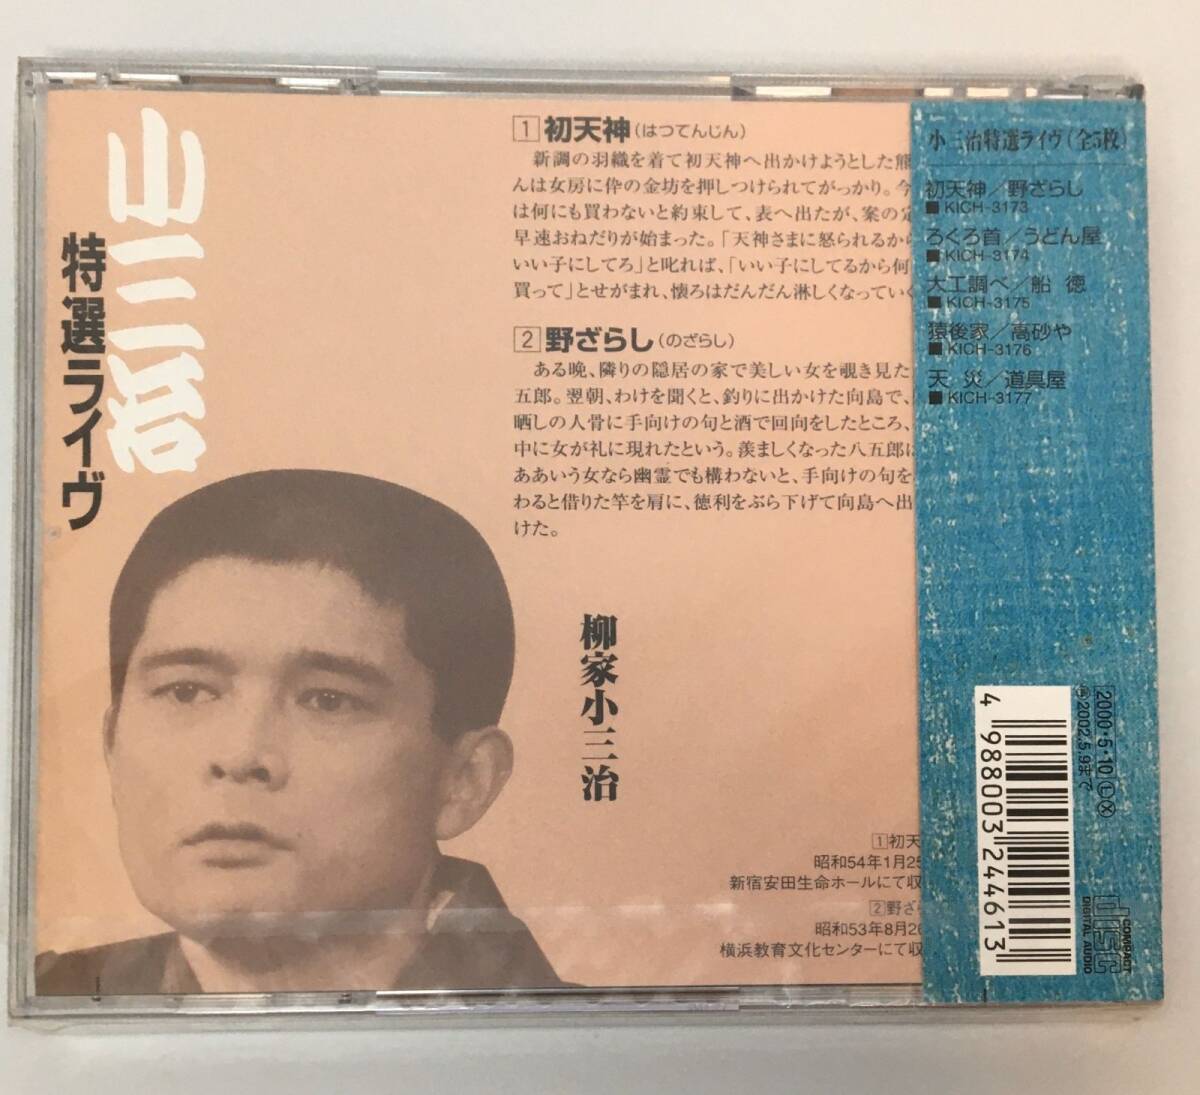 小三治
特選ライヴ
1 初天神(はつてんじん)
新調の羽織を着て初天神へ出かけようとした熊
んは女房に伜の金坊を押しつけられてがっかり。今
は何にも買わないと約束して、表へ出たが、案の定
早速おねだりが始まった。「天神さまに怒られるから
いい子にしてろ」と叱れば、「いい子にしてるから何
買って」とせがまれ、懐ろはだんだん淋しくなっていく
2 野ざらし(のざらし)
ある晩、隣りの隠居の家で美しい女を覗き見た
五郎。翌朝、わけを聞くと、釣りに出かけた向島で、
晒しの人骨に手向けの句と酒で回向をしたところ、
中に女が礼に現れたという。羨ましくなった八五郎は
ああいう女なら幽霊でも構わないと、手向けの句を
わると借りた竿を肩に、徳利をぶら下げて向島へ出
けた。
柳家小三治
1 初天
昭和54年1月25
新宿安田生命ホールにて収
2 野ざら
昭和53年8月26
横浜教育文化センターにて収
小三治特選ライヴ(全5枚)
初天神/野ざらし
■KICH-3173
ろくろ首/うどん屋
■KICH-3174
大工調べ/船 徳
■KICH-3175
猿後家/高砂や
■KICH-3176
天 災/道具屋
■KICH-3177
2000・5・10 Ⓛ Ⓧ
2002.5.9まで
4 988003 244613
COMPACT
disc
DIGITAL AUDIO